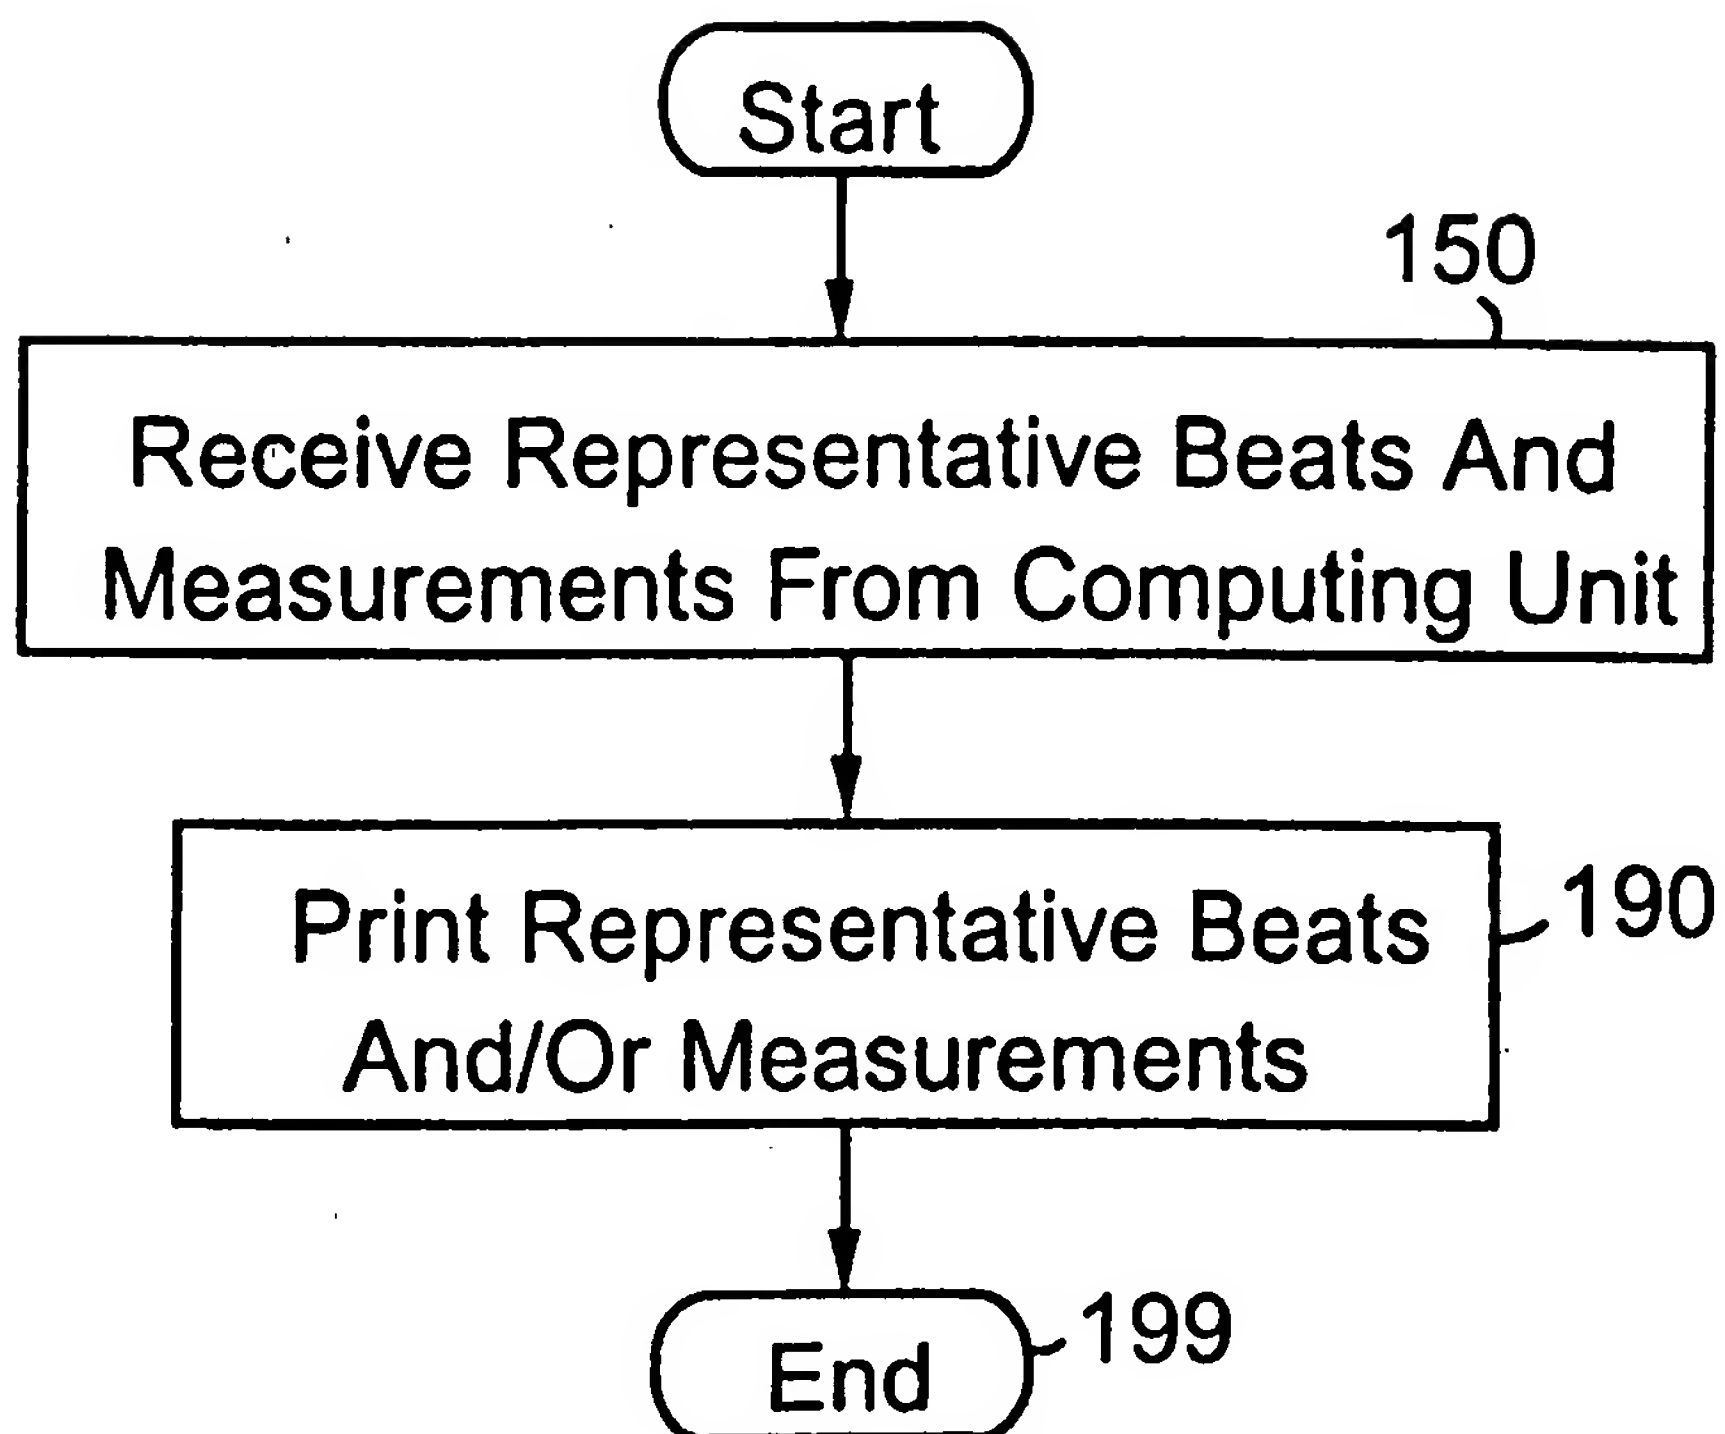 Start
150
Receive Representative Beats And
Measurements From Computing Unit
Print Representative Beats
And/Or Measurements
190
End
199